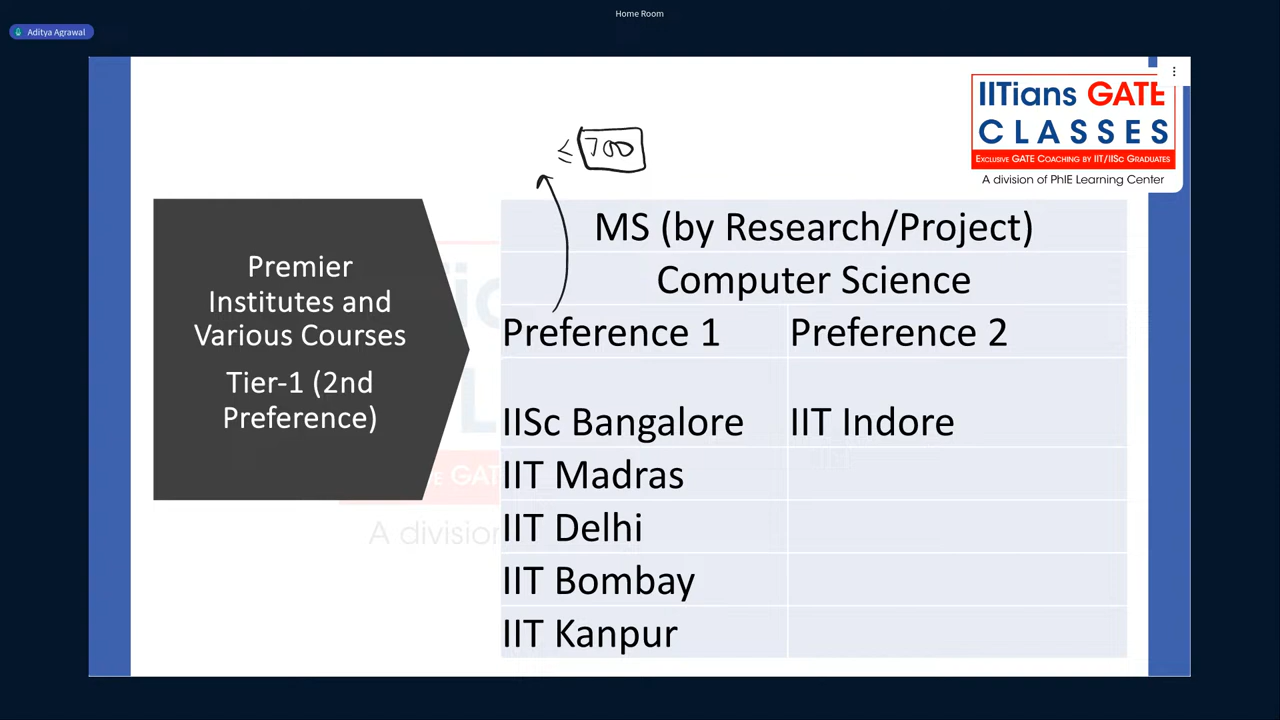 Home Room
Aditya Agrawal
IITians GATE
CLASSES
EXCLUSIVE GATE COACHING BY IIT/IISC GRADUATES
A division of PhIE Learning Center
≤ 700
Premier
Institutes and
Various Courses
Tier-1 (2nd
Preference)
MS (by Research/Project)
Computer Science
Preference 1 Preference 2
IISc Bangalore IIT Indore
IIT Madras
IIT Delhi
IIT Bombay
IIT Kanpur
A division